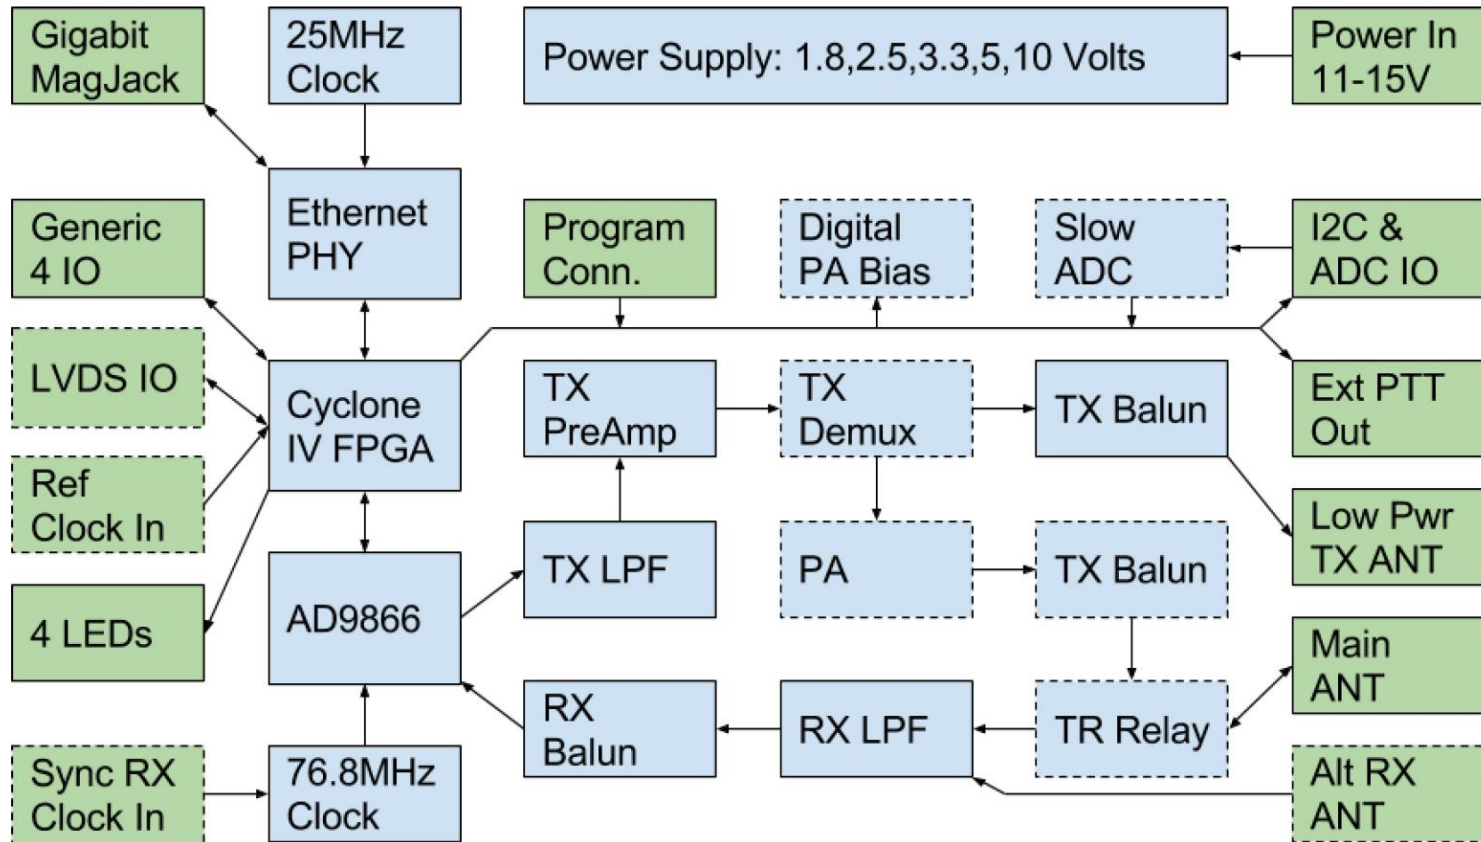 Gigabit
MagJack
25MHz
Clock
Power Supply: 1.8,2.5,3.3,5,10 Volts
Power In
11-15V
Generic
4 IO
Ethernet
PHY
Program
Conn.
Digital
PA Bias
Slow
ADC
I2C &
ADC IO
LVDS IO
Cyclone
IV FPGA
TX
PreAmp
TX
Demux
TX Balun
Ext PTT
Out
Ref
Clock In
Low Pwr
TX ANT
4 LEDs
AD9866
TX LPF
PA
TX Balun
Main
ANT
RX
Balun
RX LPF
TR Relay
Sync RX
Clock In
76.8MHz
Clock
Alt RX
ANT